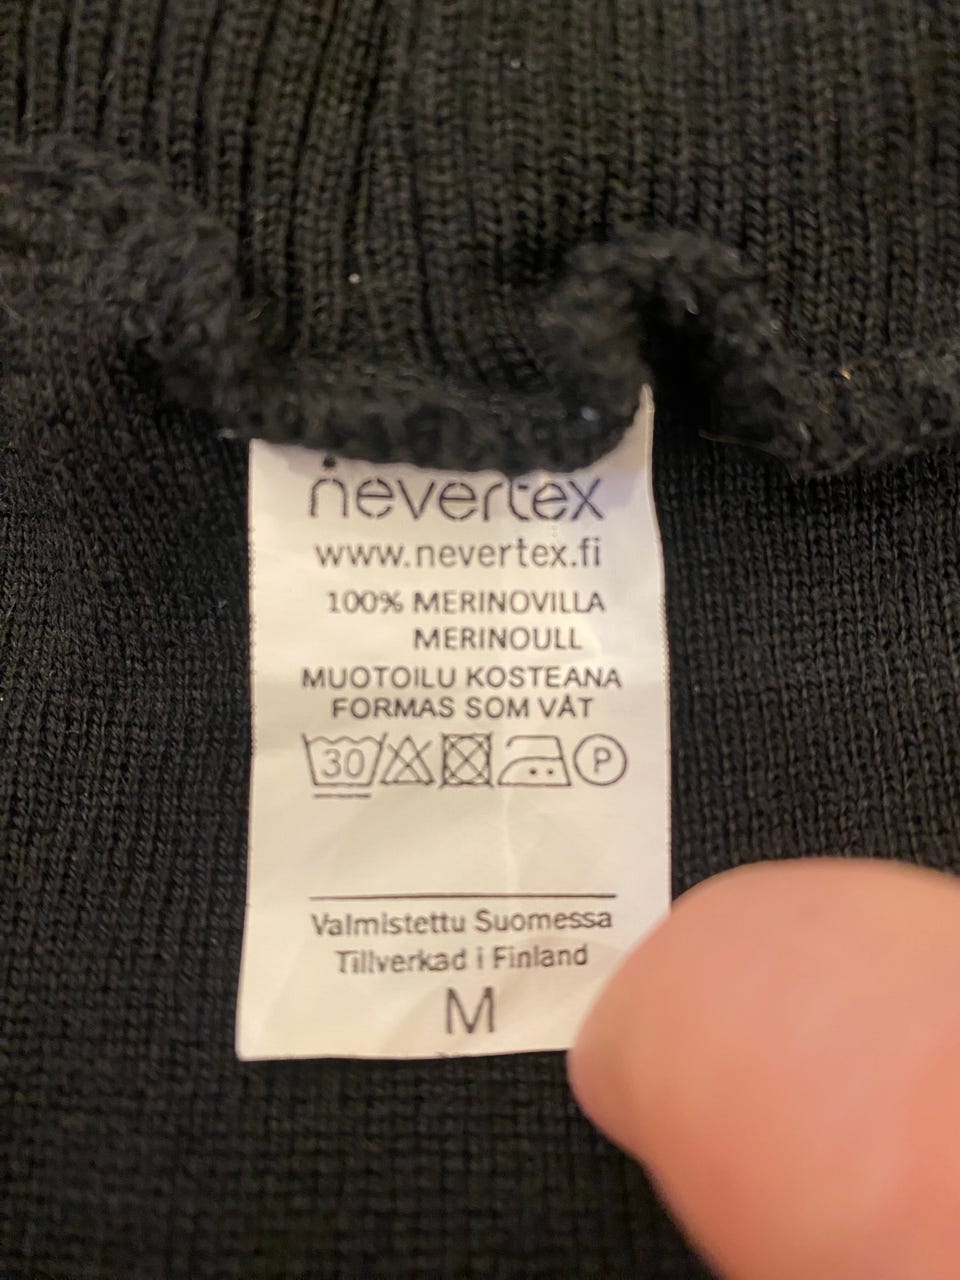 nevertex
www.nevertex.fi
100% MERINOVILLA
MERINOULL
MUOTOILU KOSTEANA
FORMAS SOM VÅT
30 P
Valmistettu Suomessa
Tillverkad i Finland
M